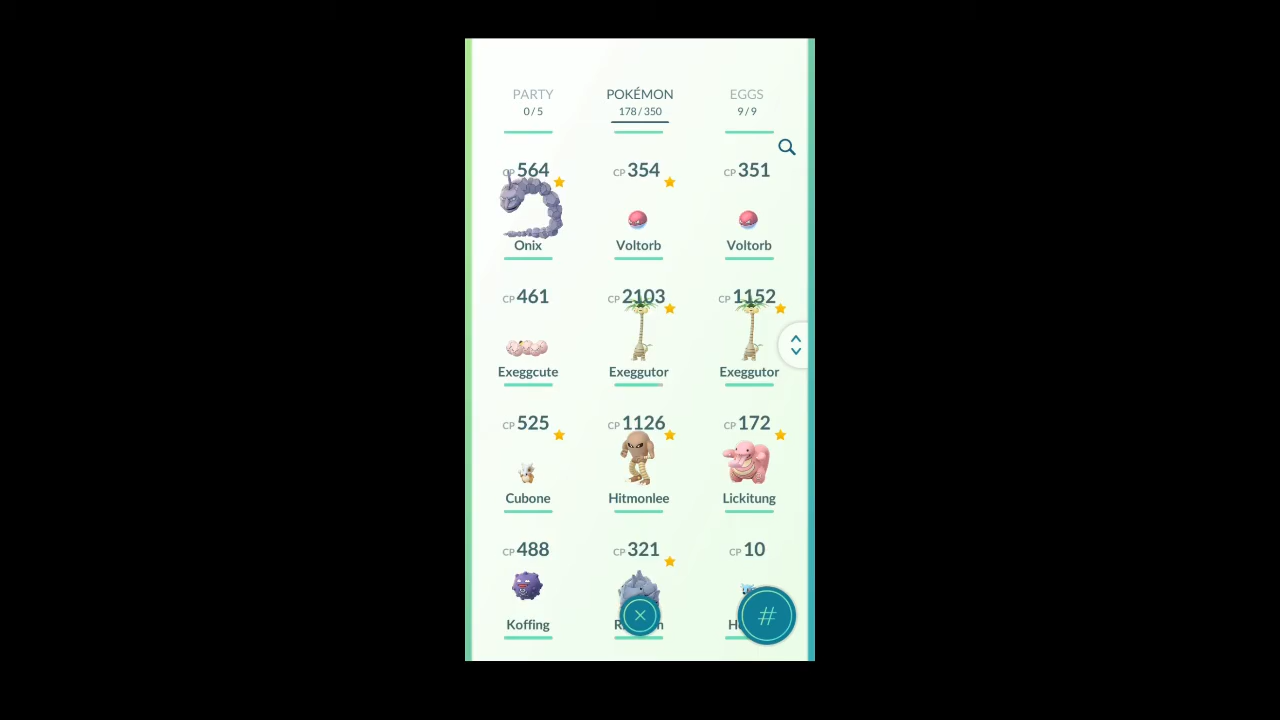 PARTY POKÉMON EGGS
0/5 178/350 9/9
CP 564 CP 354 CP 351
Onix Voltorb Voltorb
CP 461 CP 2103 CP 1152
Exeggcute Exeggutor Exeggutor
CP 525 CP 1126 CP 172
Cubone Hitmonlee Lickitung
CP 488 CP 321 CP 10
Koffing
#